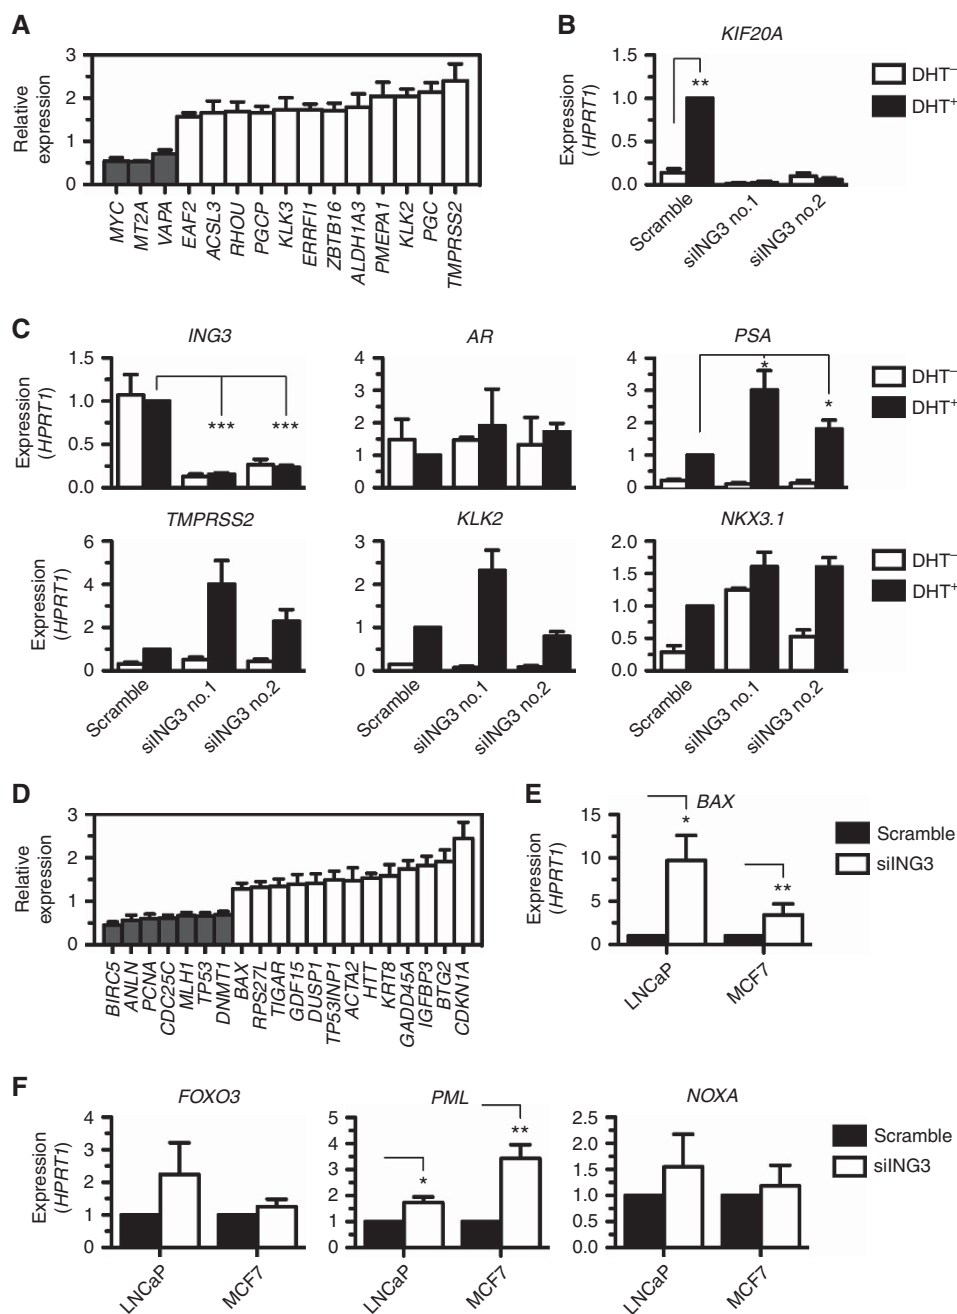 A
Relative
expression
3
2
1
0
MYC
MT2A
VAPA
EAF2
ACSL3
RHOU
PGCP
KLK3
ERRFI1
ZBTB16
ALDH1A3
PMEPA1
KLK2
PGC
TMPRSS2
B
KIF20A
Expression
(HPRT1)
1.5
1.0
0.5
0.0
**
Scramble
siING3 no.1
siING3 no.2
DHT–
DHT+
C
ING3
Expression
(HPRT1)
1.5
1.0
0.5
0.0
***
***
AR
4
3
2
1
0
PSA
4
3
2
1
0
*
*
DHT–
DHT+
TMPRSS2
Expression
(HPRT1)
6
4
2
0
Scramble
siING3 no.1
siING3 no.2
KLK2
3
2
1
0
Scramble
siING3 no.1
siING3 no.2
NKX3.1
2.0
1.5
1.0
0.5
0.0
Scramble
siING3 no.1
siING3 no.2
DHT–
DHT+
D
Relative
expression
3
2
1
0
BIRC5
ANLN
PCNA
CDC25C
MLH1
TP53
DNMT1
BAX
RPS27L
TIGAR
GDF15
DUSP1
TP53INP1
ACTA2
HTT
KRT8
GADD45A
IGFBP3
BTG2
CDKN1A
E
BAX
Expression
(HPRT1)
15
10
5
0
*
**
LNCaP
MCF7
Scramble
siING3
F
FOXO3
Expression
(HPRT1)
4
3
2
1
0
LNCaP
MCF7
PML
5
4
3
2
1
0
*
**
LNCaP
MCF7
NOXA
2.5
2.0
1.5
1.0
0.5
0.0
LNCaP
MCF7
Scramble
siING3